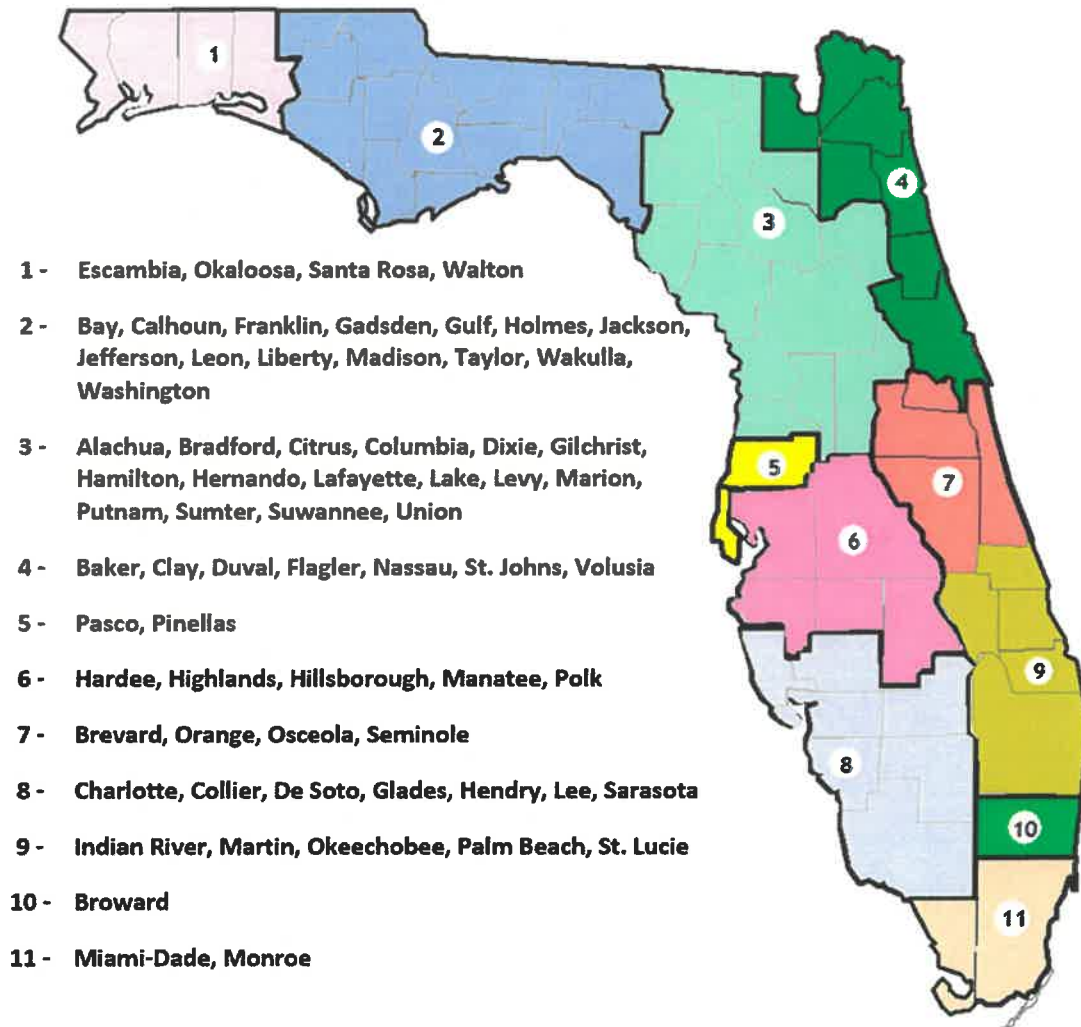 1
2
4
3
5
7
6
9
8
10
11
1 - Escambia, Okaloosa, Santa Rosa, Walton
2 - Bay, Calhoun, Franklin, Gadsden, Gulf, Holmes, Jackson,
Jefferson, Leon, Liberty, Madison, Taylor, Wakulla,
Washington
3 - Alachua, Bradford, Citrus, Columbia, Dixie, Gilchrist,
Hamilton, Hernando, Lafayette, Lake, Levy, Marion,
Putnam, Sumter, Suwannee, Union
4 - Baker, Clay, Duval, Flagler, Nassau, St. Johns, Volusia
5 - Pasco, Pinellas
6 - Hardee, Highlands, Hillsborough, Manatee, Polk
7 - Brevard, Orange, Osceola, Seminole
8 - Charlotte, Collier, De Soto, Glades, Hendry, Lee, Sarasota
9 - Indian River, Martin, Okeechobee, Palm Beach, St. Lucie
10 - Broward
11 - Miami-Dade, Monroe